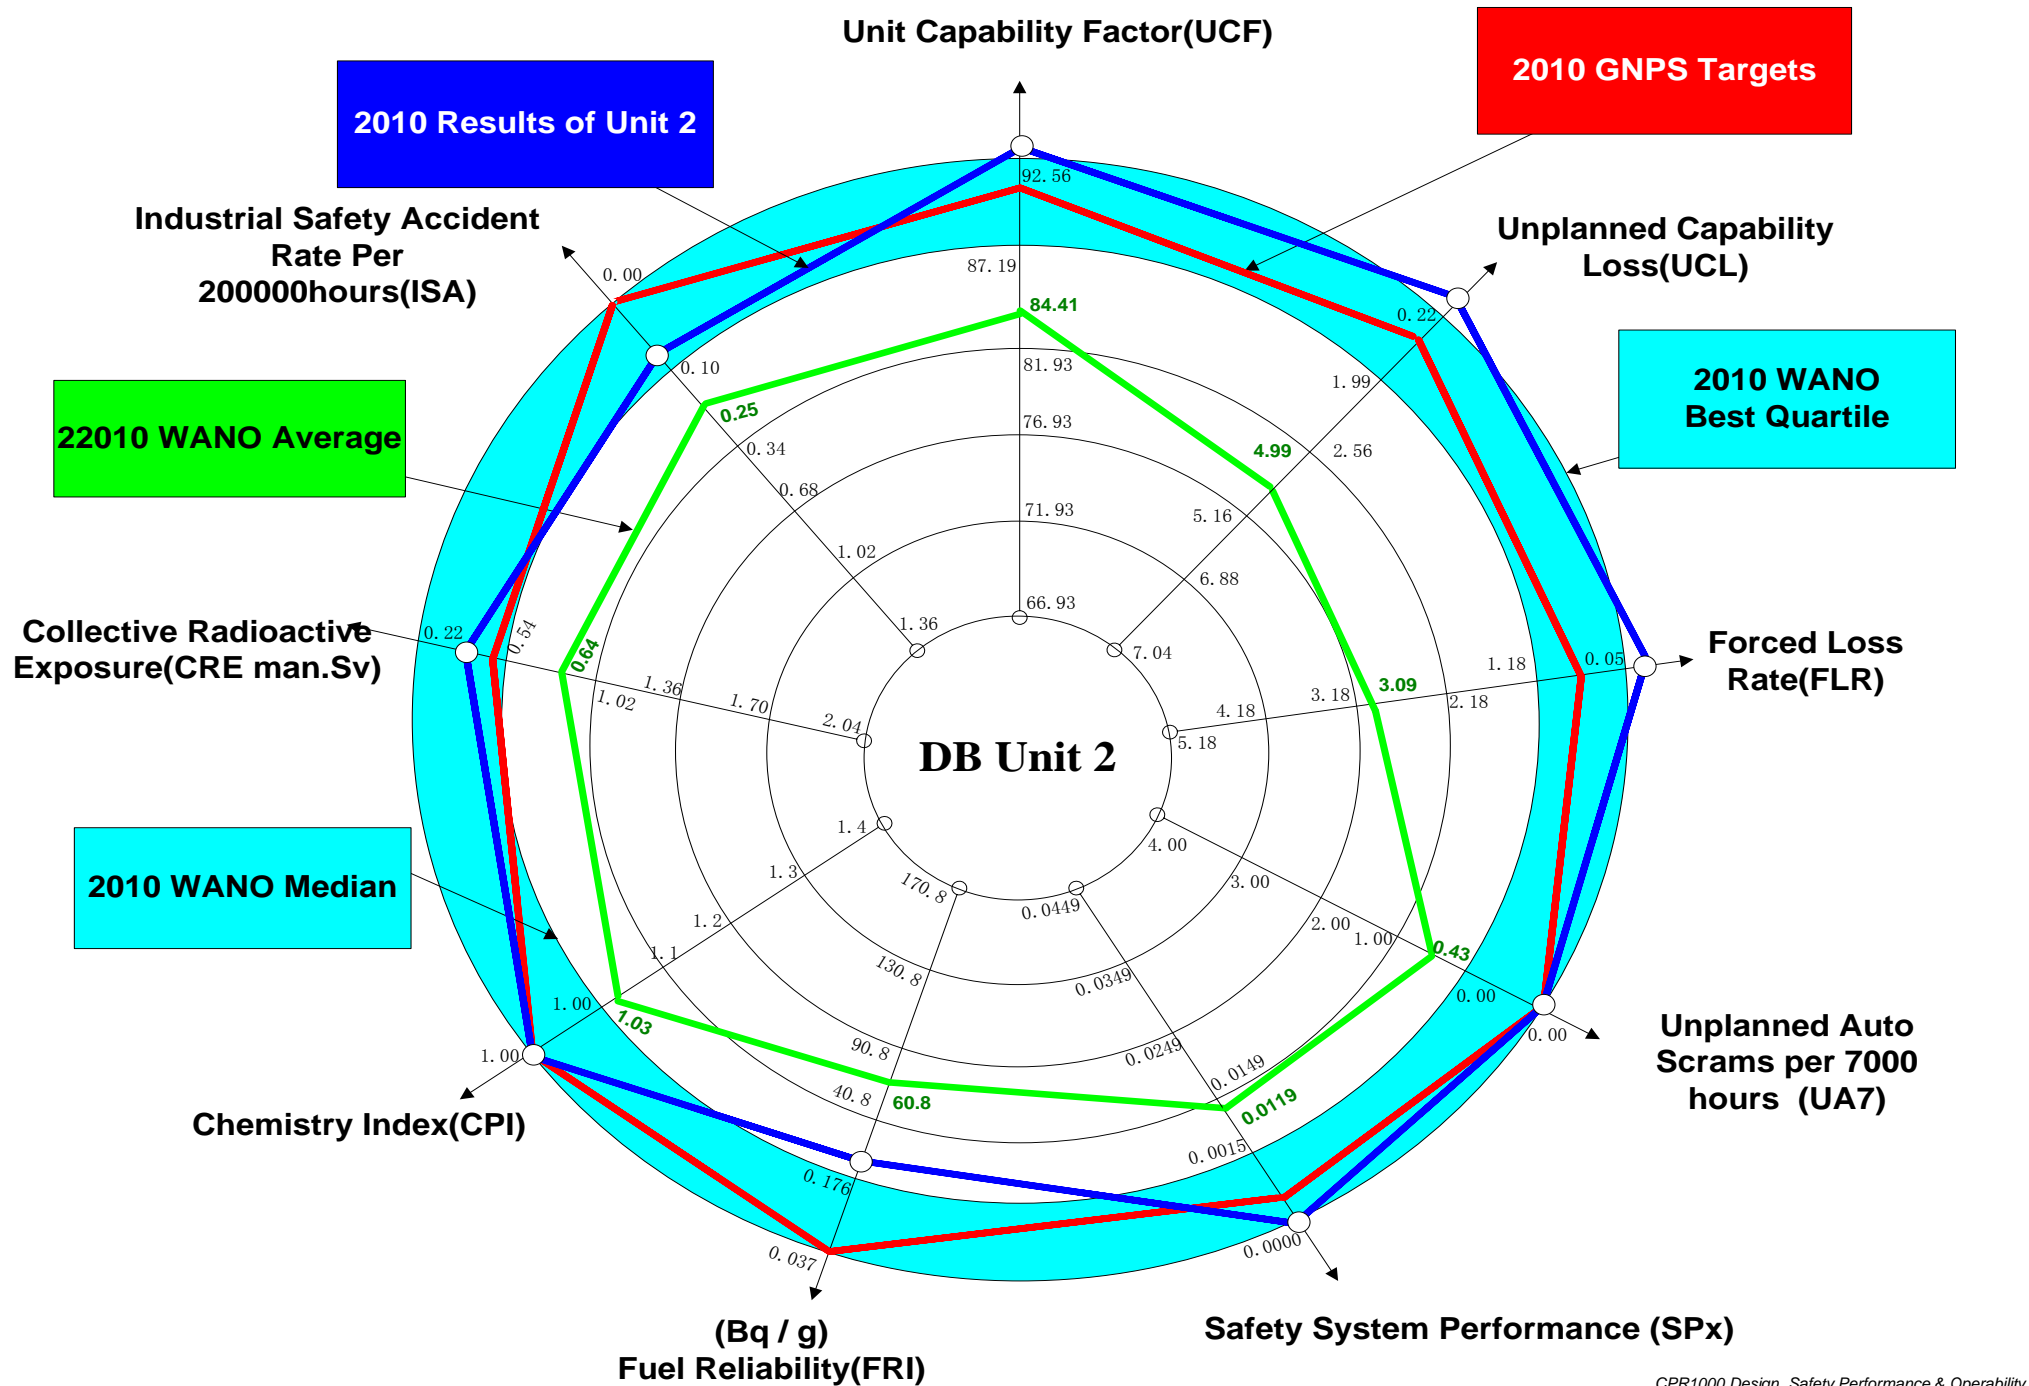 Unit Capability Factor(UCF)
2010 GNPS Targets
2010 Results of Unit 2
92.56
Industrial Safety Accident
Rate Per
200000hours(ISA)
Unplanned Capability
Loss(UCL)
0.00
87.19
84.41
0.22
81.93
0.10
1.99
2010 WANO
Best Quartile
22010 WANO Average
0.25
76.93
0.34
4.99
2.56
0.68
71.93
5.16
1.02
6.88
66.93
1.36
7.04
Collective Radioactive
Exposure(CRE man.Sv)
0.22
0.54
0.64
1.02
1.36
1.70
2.04
Forced Loss
Rate(FLR)
0.05
1.18
2.18
3.09
3.18
4.18
5.18
DB Unit 2
1.4
1.3
1.2
1.1
1.00
1.03
1.00
4.00
3.00
2.00
1.00
0.43
0.00
0.00
170.8
130.8
90.8
40.8
60.8
0.176
0.037
0.0449
0.0349
0.0249
0.0149
0.0119
0.0015
0.0000
2010 WANO Median
Unplanned Auto
Scrams per 7000
hours (UA7)
Chemistry Index(CPI)
(Bq / g)
Fuel Reliability(FRI)
Safety System Performance (SPx)
CPR1000 Design, Safety Performance & Operability